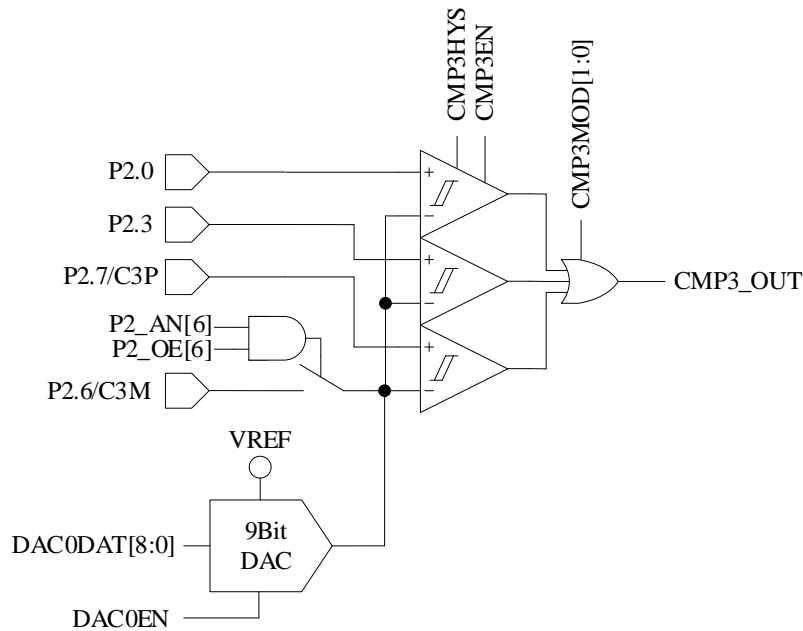 CMP3HYS
CMP3EN
CMP3MOD[1:0]
P2.0
+
−
P2.3
+
−
P2.7/C3P
CMP3_OUT
P2_AN[6]
P2_OE[6]
+
−
P2.6/C3M
VREF
DAC0DAT[8:0]
9Bit
DAC
DAC0EN